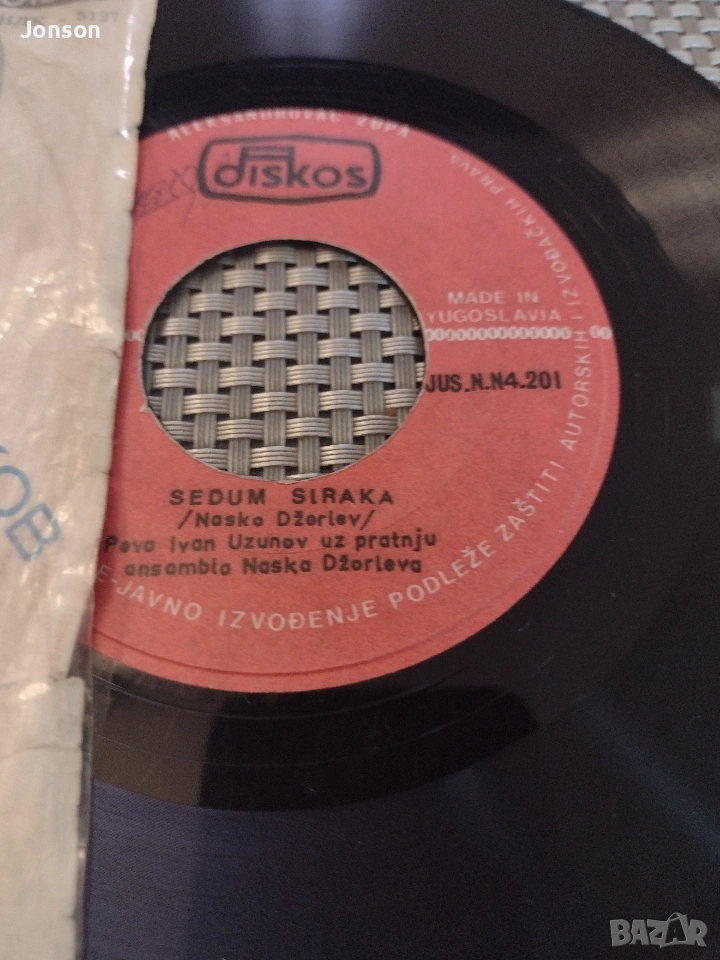 Jonson
ALEKSANDROVAC ŽUPA
diskos
MADE IN
YUGOSLAVIA
JUS.N.N4.201
SEDUM SIRAKA
/Nasko Džorlev/
Peva Ivan Uzunov uz pratnju
ansambla Naska Džorleva
E-JAVNO IZVOĐENJE PODLEŽE ZAŠTITI AUTORSKIH I IZVOĐAČKIH PRAVA
ОВ
BAZAR